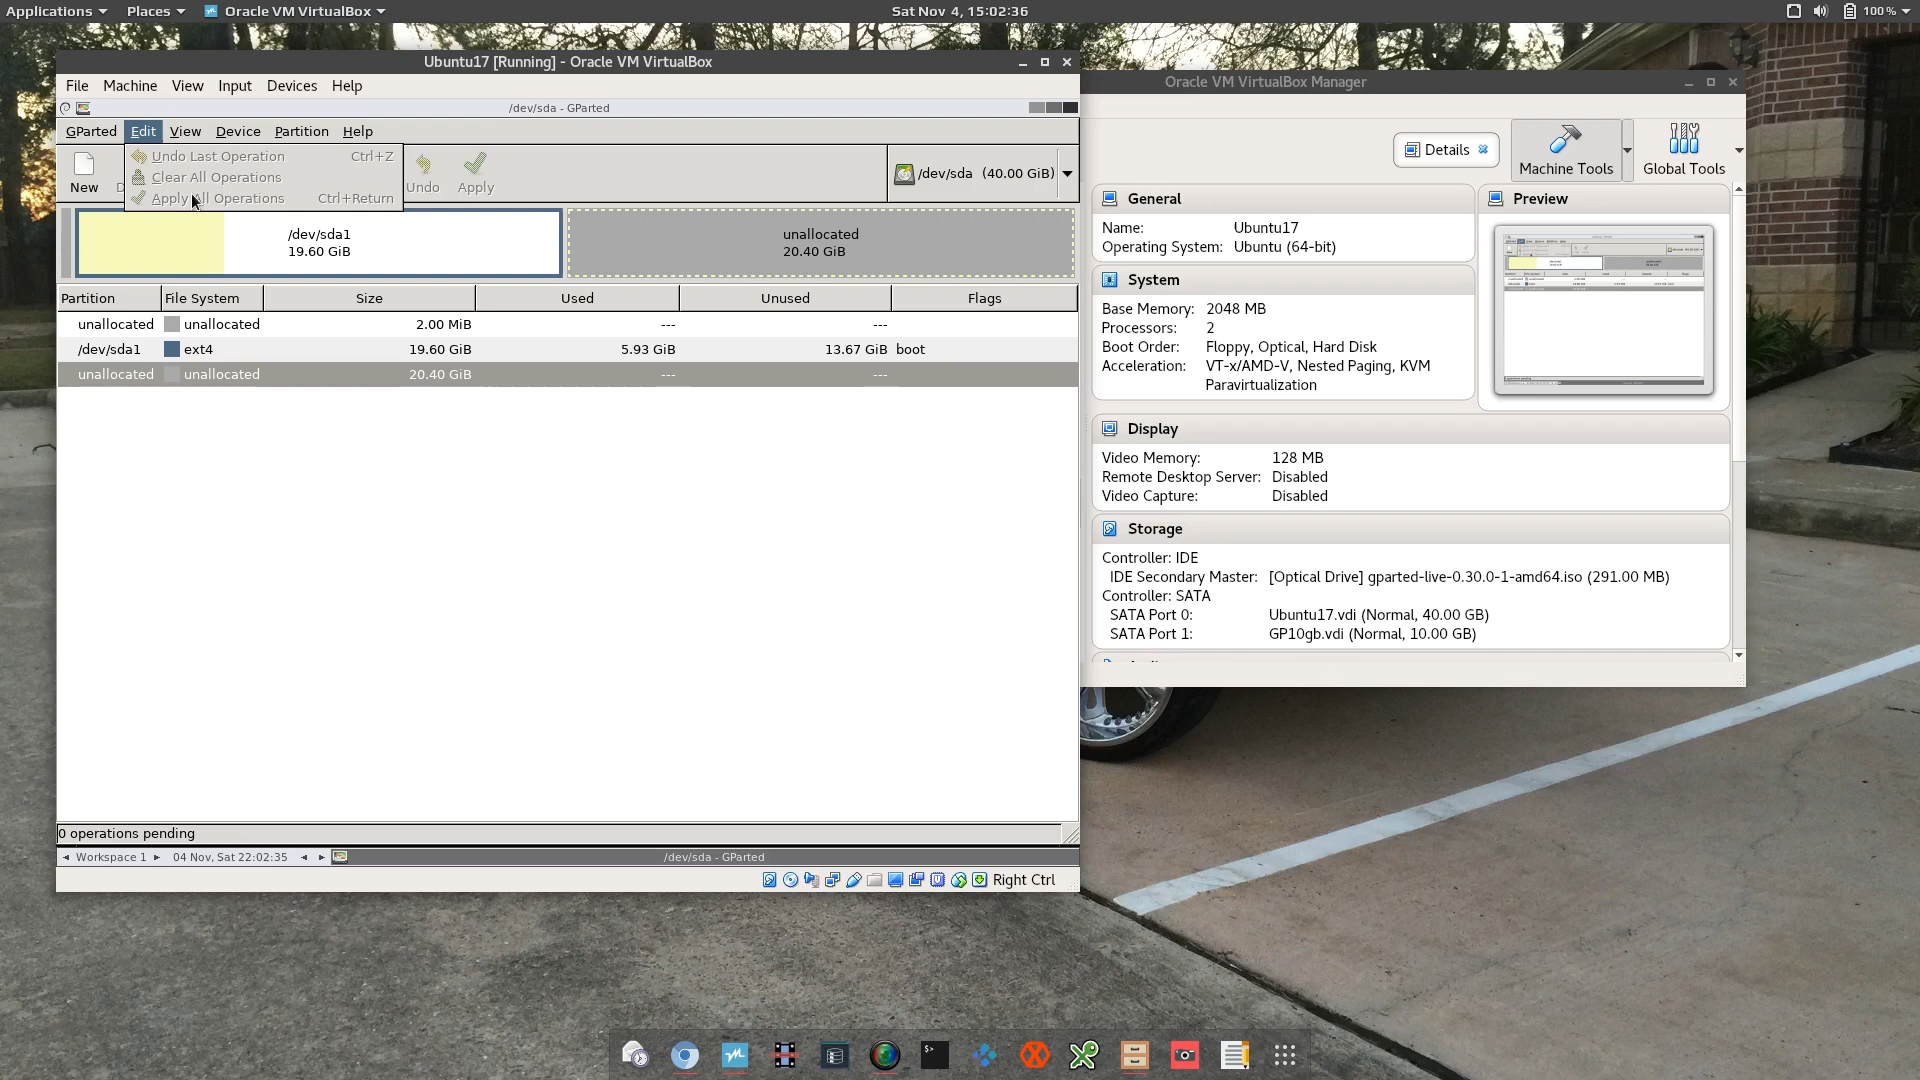 Applications Places Oracle VM VirtualBox Sat Nov 4, 15:02:36 100 %
Ubuntu17 [Running] - Oracle VM VirtualBox
File Machine View Input Devices Help
/dev/sda - GParted
GParted Edit View Device Partition Help
Undo Last Operation Ctrl+Z
Clear All Operations
Apply All Operations Ctrl+Return
New Undo Apply
/dev/sda (40.00 GiB)
/dev/sda1
19.60 GiB
unallocated
20.40 GiB
Partition File System Size Used Unused Flags
unallocated unallocated 2.00 MiB --- ---
/dev/sda1 ext4 19.60 GiB 5.93 GiB 13.67 GiB boot
unallocated unallocated 20.40 GiB --- ---
0 operations pending
Workspace 1 04 Nov, Sat 22:02:35 /dev/sda - GParted
Right Ctrl
Oracle VM VirtualBox Manager
Details Machine Tools Global Tools
General
Name: Ubuntu17
Operating System: Ubuntu (64-bit)
Preview
System
Base Memory: 2048 MB
Processors: 2
Boot Order: Floppy, Optical, Hard Disk
Acceleration: VT-x/AMD-V, Nested Paging, KVM
Paravirtualization
Display
Video Memory: 128 MB
Remote Desktop Server: Disabled
Video Capture: Disabled
Storage
Controller: IDE
IDE Secondary Master: [Optical Drive] gparted-live-0.30.0-1-amd64.iso (291.00 MB)
Controller: SATA
SATA Port 0: Ubuntu17.vdi (Normal, 40.00 GB)
SATA Port 1: GP10gb.vdi (Normal, 10.00 GB)